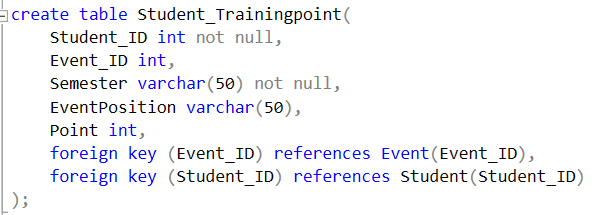 create table Student_Trainingpoint(
    Student_ID int not null,
    Event_ID int,
    Semester varchar(50) not null,
    EventPosition varchar(50),
    Point int,
    foreign key (Event_ID) references Event(Event_ID),
    foreign key (Student_ID) references Student(Student_ID)
);